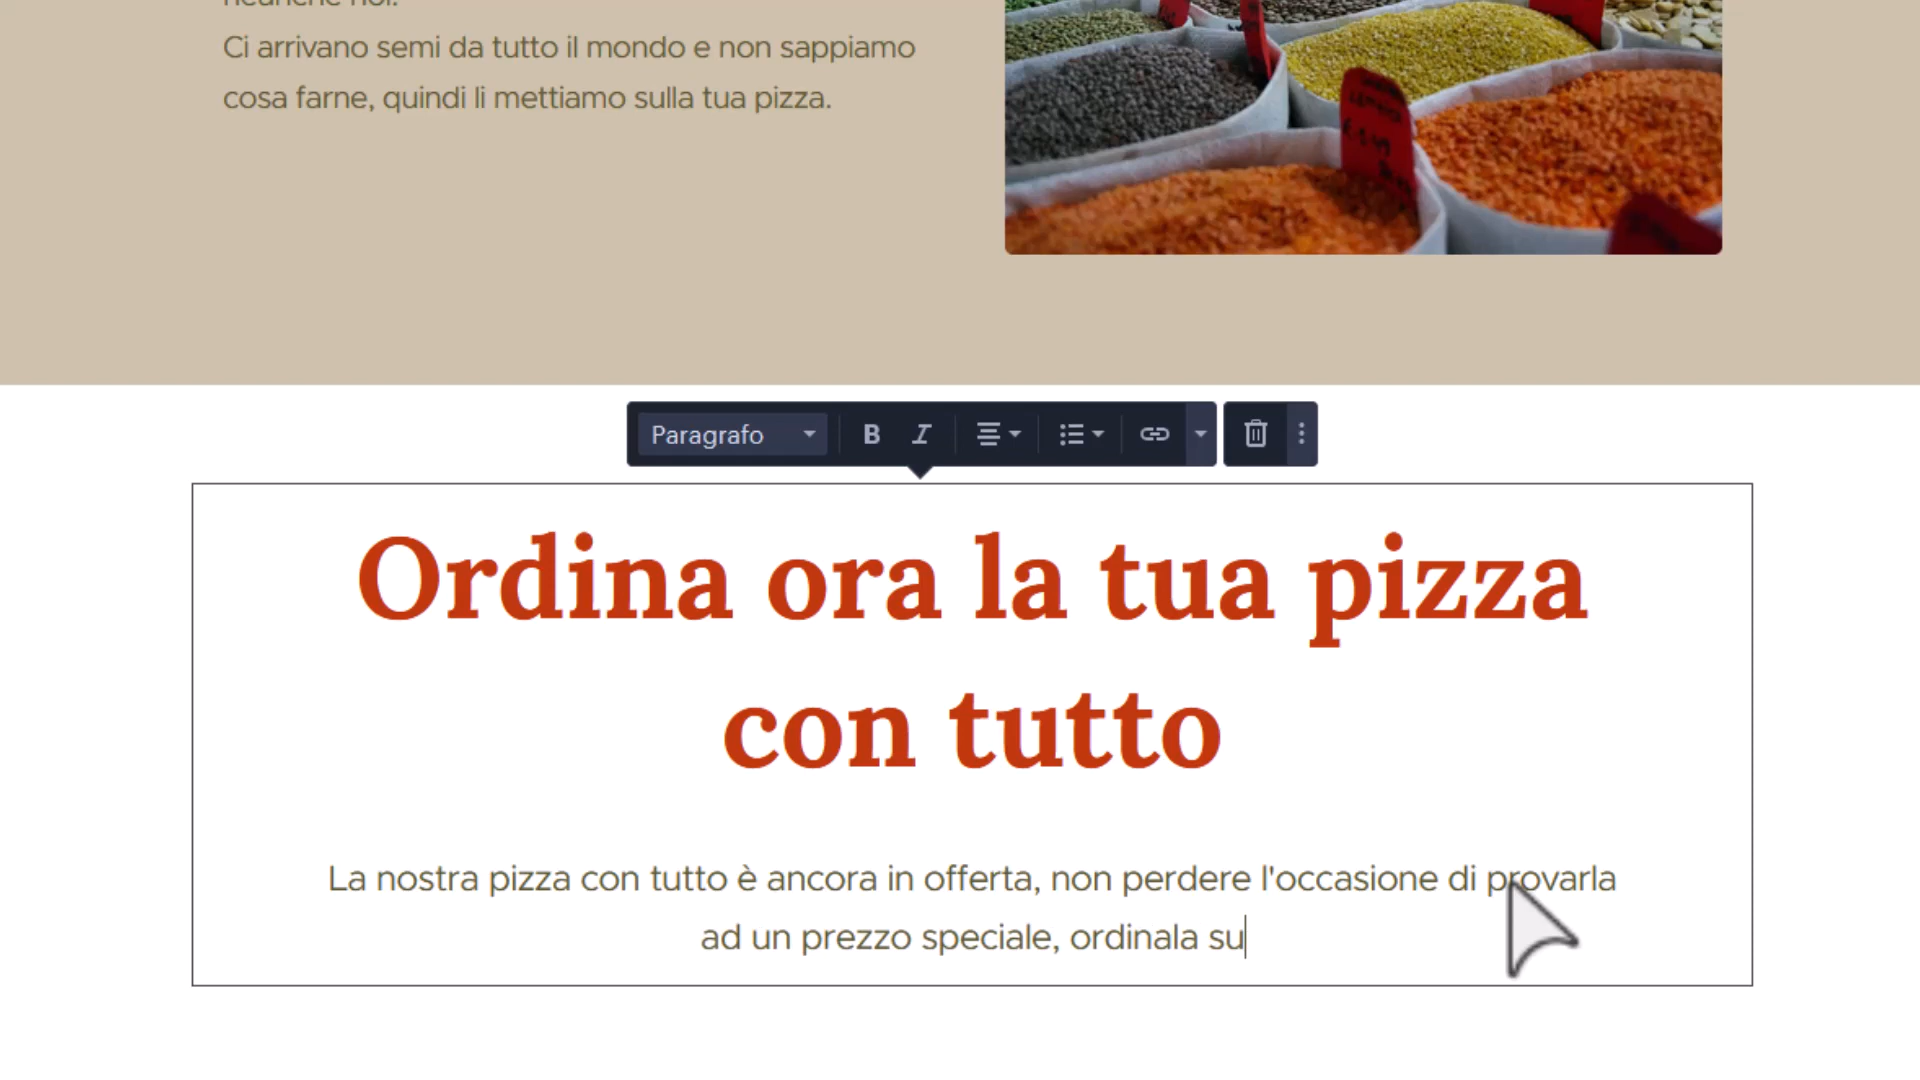 Ci arrivano semi da tutto il mondo e non sappiamo
cosa farne, quindi li mettiamo sulla tua pizza.
Paragrafo
B I
Ordina ora la tua pizza
con tutto
La nostra pizza con tutto è ancora in offerta, non perdere l'occasione di provarla
ad un prezzo speciale, ordinala su